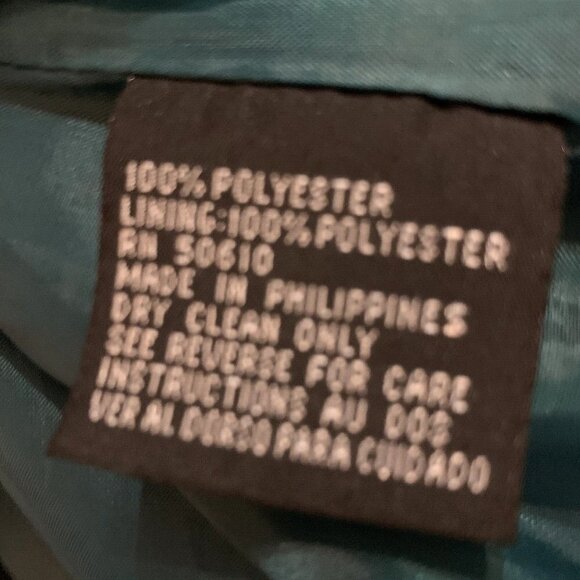 100% POLYESTER
LINING:100% POLYESTER
RN 50610
MADE IN PHILIPPINES
DRY CLEAN ONLY
SEE REVERSE FOR CARE
INSTRUCTIONS AU DOS
VER AL DORSO PARA CUIDADO